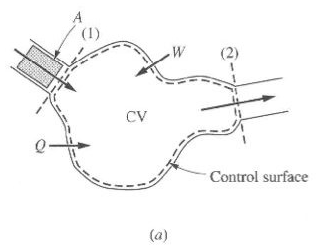 A
(1)
W
(2)
CV
Q
Control surface
(a)